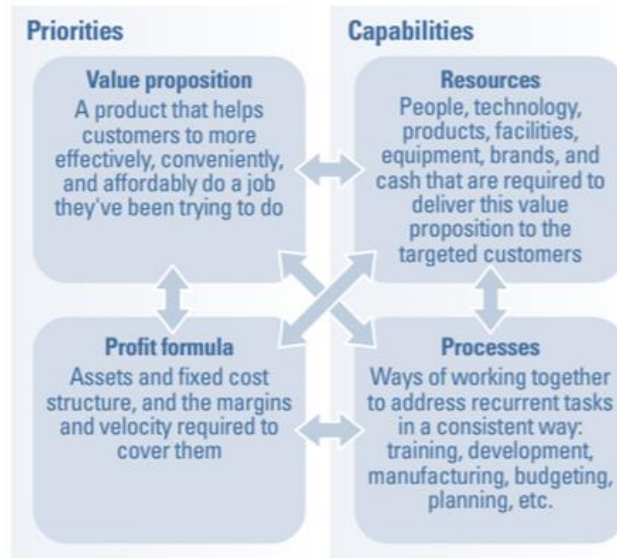 Priorities
Value proposition
A product that helps
customers to more
effectively, conveniently,
and affordably do a job
they've been trying to do
Profit formula
Assets and fixed cost
structure, and the margins
and velocity required to
cover them
Capabilities
Resources
People, technology,
products, facilities,
equipment, brands, and
cash that are required to
deliver this value
proposition to the
targeted customers
Processes
Ways of working together
to address recurrent tasks
in a consistent way:
training, development,
manufacturing, budgeting,
planning, etc.